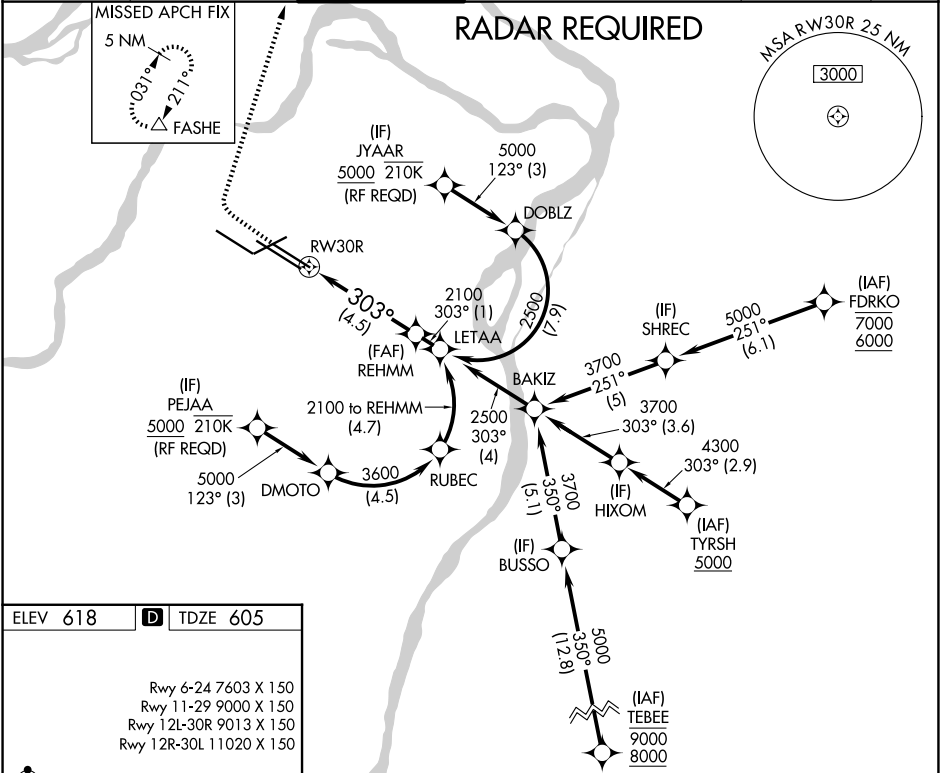 MISSED APCH FIX
5 NM
031°
211°
FASHE
RADAR REQUIRED
MSA RW30R 25 NM
3000
(IF)
JYAAR
5000 210K
(RF REQD)
5000
123° (3)
DOBLZ
RW30R
303°
(4.5)
2100
303° (1)
LETAA
(FAF)
REHMM
2500
(7.9)
(IAF)
FDRKO
7000
6000
5000
251°
(6.1)
(IF)
SHREC
3700
251°
(5)
BAKIZ
2500
303°
(4)
3700
303° (3.6)
4300
303° (2.9)
(IF)
HIXOM
(IAF)
TYRSH
5000
(IF)
PEJAA
5000 210K
(RF REQD)
5000
123° (3)
DMOTO
3600
(4.5)
RUBEC
2100 to REHMM
(4.7)
3700
350°
(5.1)
(IF)
BUSSO
5000
350°
(12.8)
(IAF)
TEBEE
9000
8000
ELEV 618 D TDZE 605
Rwy 6-24 7603 X 150
Rwy 11-29 9000 X 150
Rwy 12L-30R 9013 X 150
Rwy 12R-30L 11020 X 150